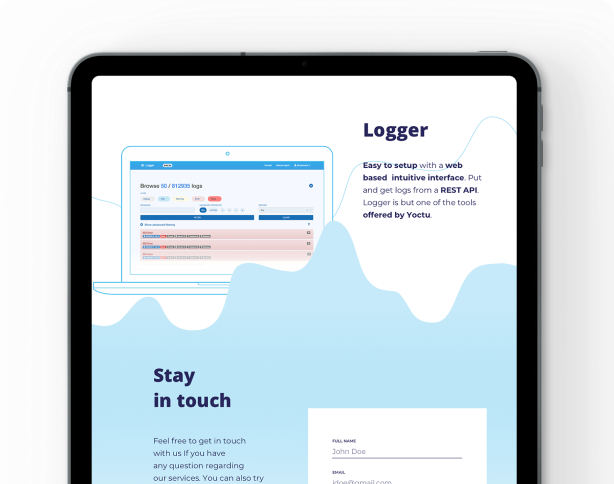 Logger
Easy to setup with a web
based intuitive interface. Put
and get logs from a REST API.
Logger is but one of the tools
offered by Yoctu.
Logger
Browse 50 / 812935 logs
Stay
in touch
Feel free to get in touch
with us If you have
any question regarding
our services. You can also try
FULL NAME
John Doe
EMAIL
jdoe@gmail.com